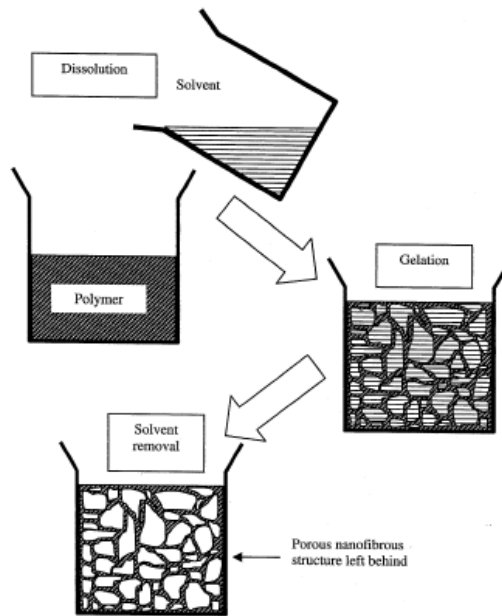 Dissolution
Solvent
Polymer
Gelation
Solvent
removal
Porous nanofibrous
structure left behind